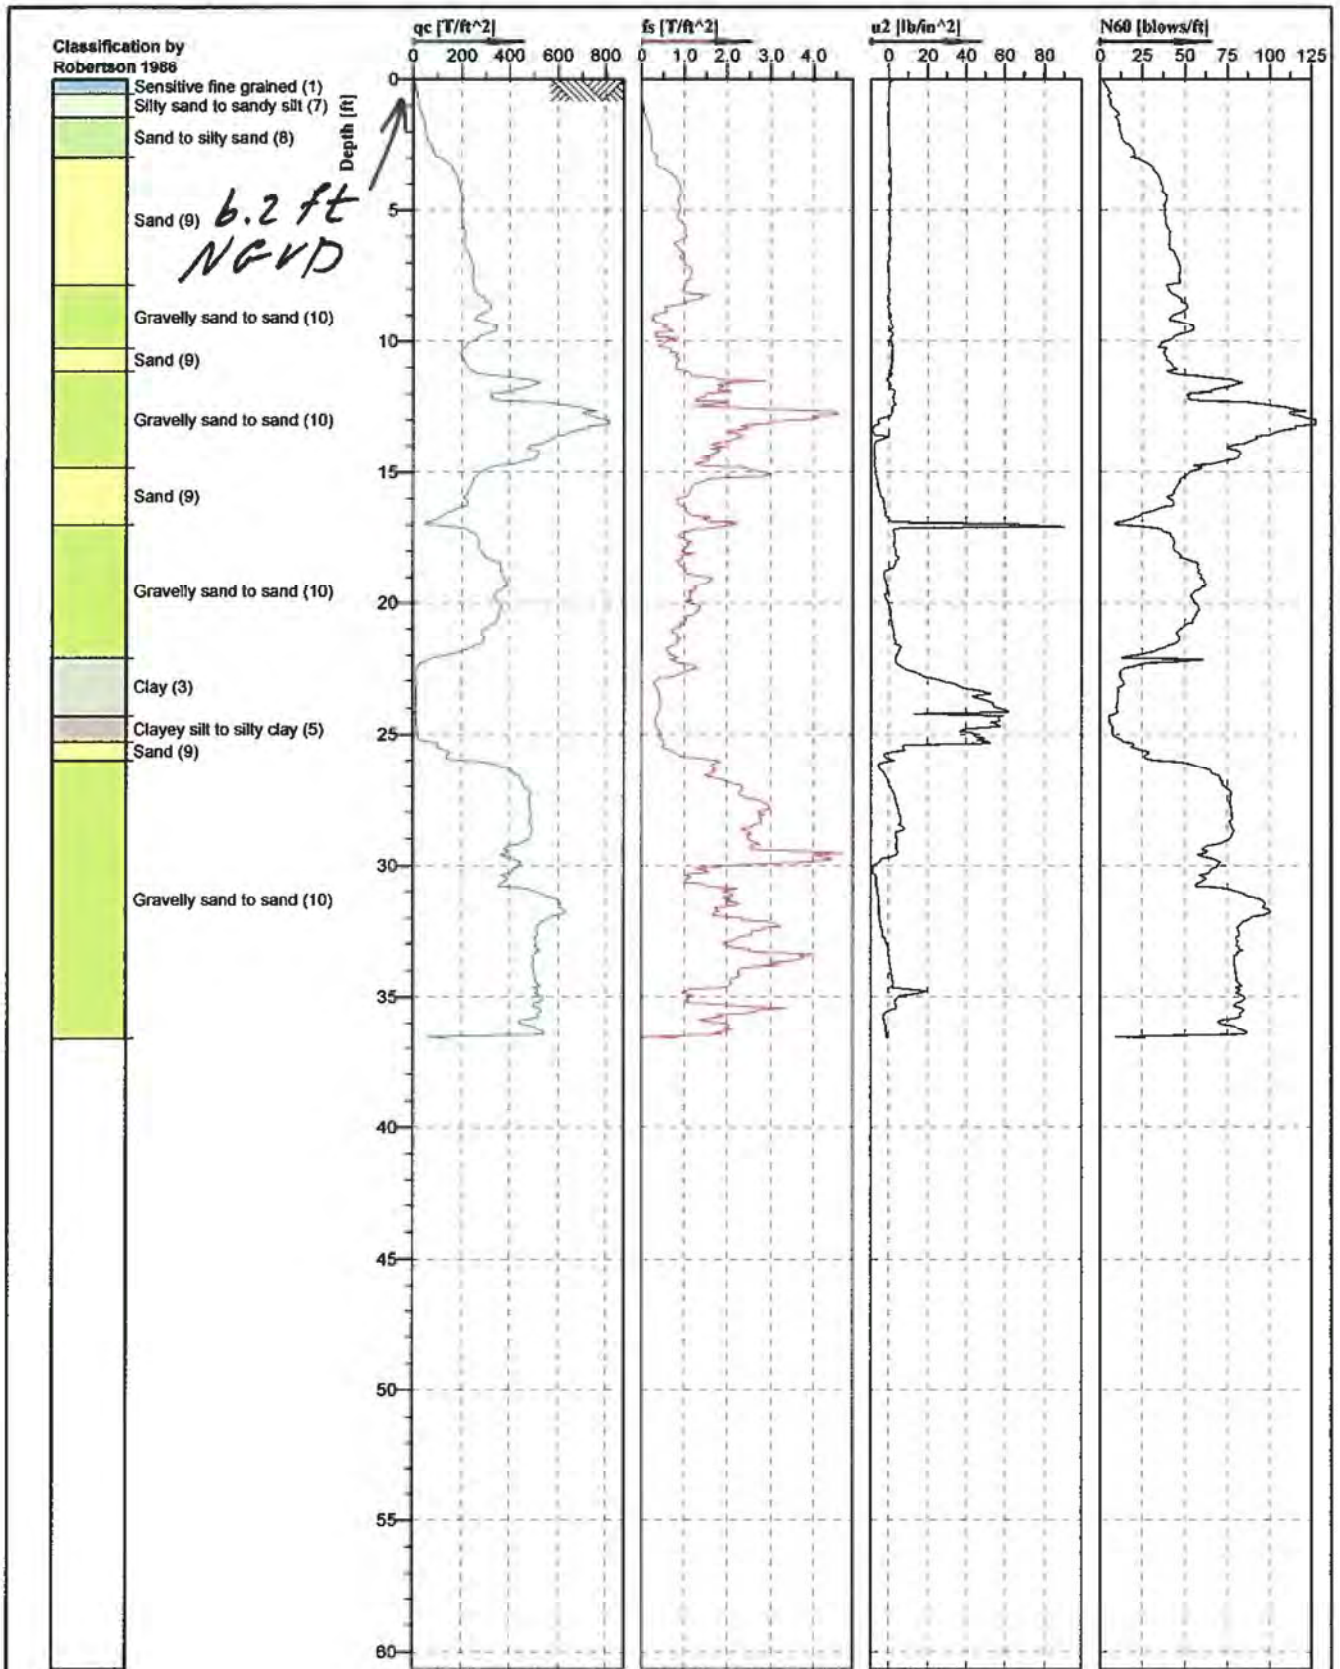 Classification by
Robertson 1986
qc [T/ft^2]
0 200 400 600 800
fs [T/ft^2]
0 1.0 2.0 3.0 4.0
u2 [lb/in^2]
0 20 40 60 80
N60 [blows/ft]
0 25 50 75 100 125
Depth [ft]
0
5
10
15
20
25
30
35
40
45
50
55
60
Sensitive fine grained (1)
Silty sand to sandy silt (7)
Sand to silty sand (8)
Sand (9)
6.2 ft
NGVD
Gravelly sand to sand (10)
Sand (9)
Gravelly sand to sand (10)
Sand (9)
Gravelly sand to sand (10)
Clay (3)
Clayey silt to silty clay (5)
Sand (9)
Gravelly sand to sand (10)